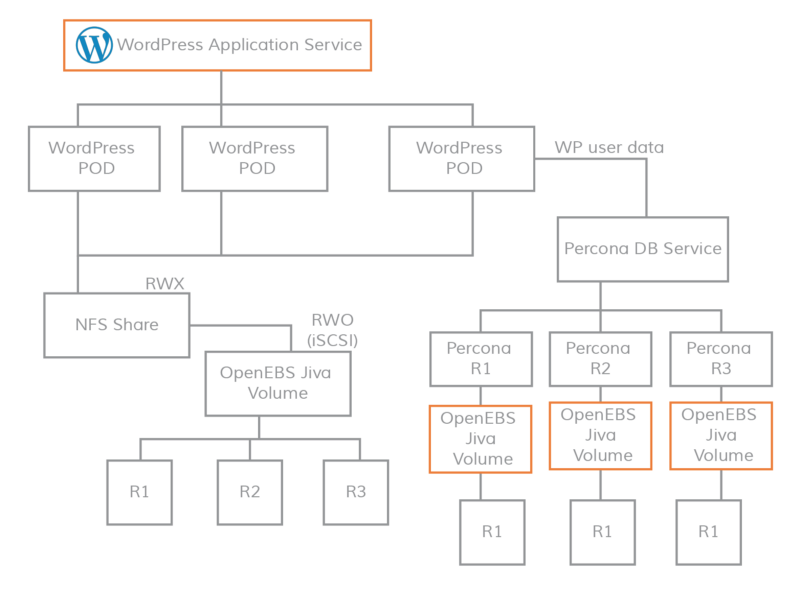 WordPress Application Service
WordPress
POD
WordPress
POD
WordPress
POD
WP user data
Percona DB Service
RWX
NFS Share
RWO
(iSCSI)
OpenEBS Jiva
Volume
R1
R2
R3
Percona
R1
Percona
R2
Percona
R3
OpenEBS
Jiva
Volume
OpenEBS
Jiva
Volume
OpenEBS
Jiva
Volume
R1
R1
R1